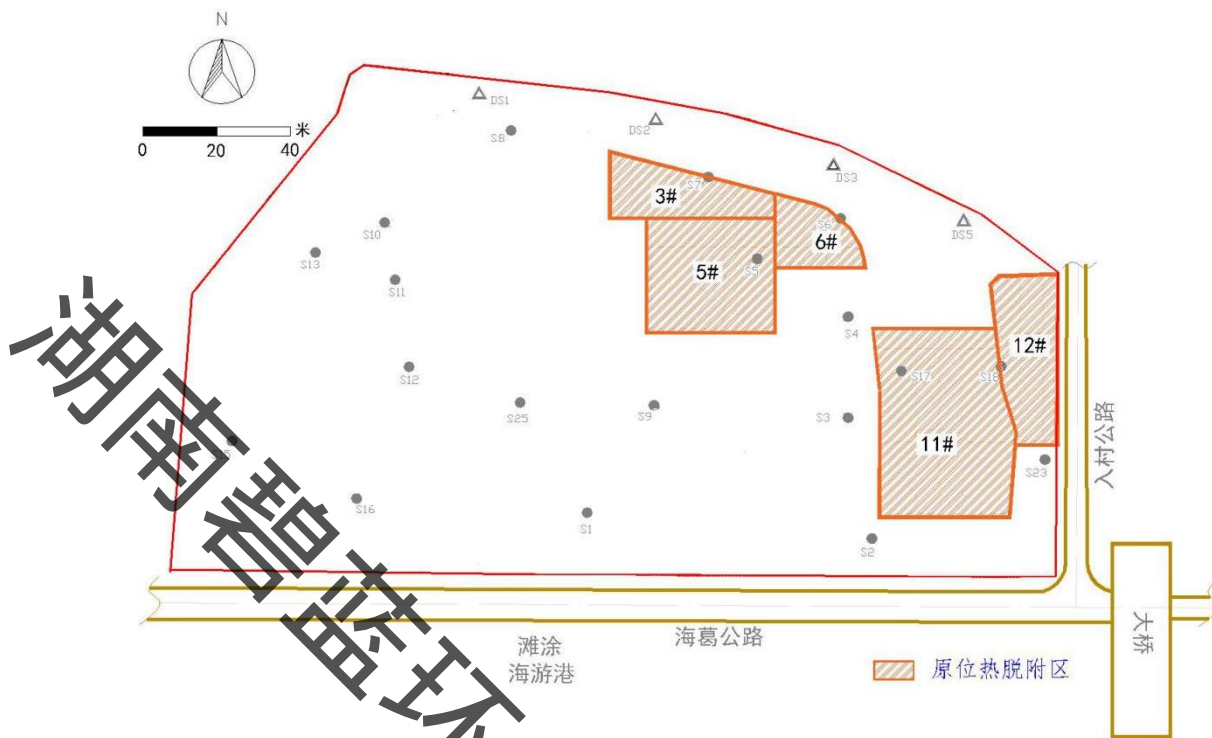 N
米
0 20 40
DS1
S8
DS2
DS3
S7
3#
S6
DS5
6#
S10
S13
S5
5#
S11
S4
12#
S12
S17
S18
S25
S9
S3
11#
入村公路
S15
S23
S16
S1
S2
大桥
海葛公路
滩涂
海游港
原位热脱附区
湖南碧蓝环